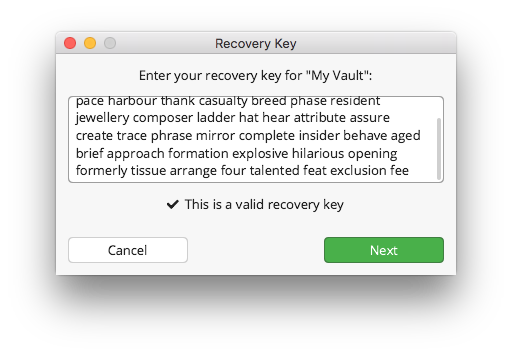 Recovery Key
Enter your recovery key for "My Vault":
pace harbour thank casualty breed phase resident
jewellery composer ladder hat hear attribute assure
create trace phrase mirror complete insider behave aged
brief approach formation explosive hilarious opening
formerly tissue arrange four talented feat exclusion fee
This is a valid recovery key
Cancel
Next